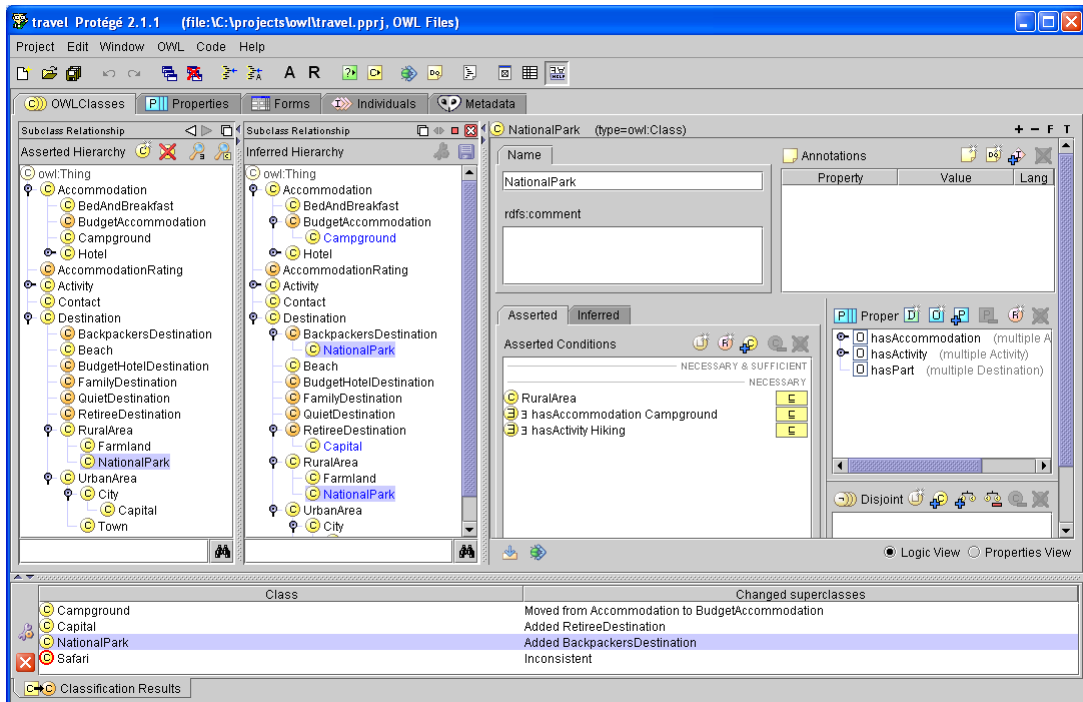 travel Protégé 2.1.1 (file:\C:\projects\owl\travel.pprj, OWL Files)
Project Edit Window OWL Code Help
OWLClasses Properties Forms Individuals Metadata
Subclass Relationship
Asserted Hierarchy
owl:Thing
Accommodation
BedAndBreakfast
BudgetAccommodation
Campground
Hotel
AccommodationRating
Activity
Contact
Destination
BackpackersDestination
Beach
BudgetHotelDestination
FamilyDestination
QuietDestination
RetireeDestination
RuralArea
Farmland
NationalPark
UrbanArea
City
Capital
Town
Subclass Relationship
Inferred Hierarchy
owl:Thing
Accommodation
BedAndBreakfast
BudgetAccommodation
Campground
Hotel
AccommodationRating
Activity
Contact
Destination
BackpackersDestination
NationalPark
Beach
BudgetHotelDestination
FamilyDestination
QuietDestination
RetireeDestination
Capital
RuralArea
Farmland
NationalPark
UrbanArea
City
NationalPark (type=owl:Class)
+ − F T
Name
NationalPark
rdfs:comment
Annotations
Property Value Lang
Asserted Inferred
Asserted Conditions
NECESSARY & SUFFICIENT
NECESSARY
RuralArea
∃ hasAccommodation Campground
∃ hasActivity Hiking
Proper
hasAccommodation (multiple A
hasActivity (multiple Activity)
hasPart (multiple Destination)
Disjoint
Logic View Properties View
Class Changed superclasses
Campground Moved from Accommodation to BudgetAccommodation
Capital Added RetireeDestination
NationalPark Added BackpackersDestination
Safari Inconsistent
Classification Results